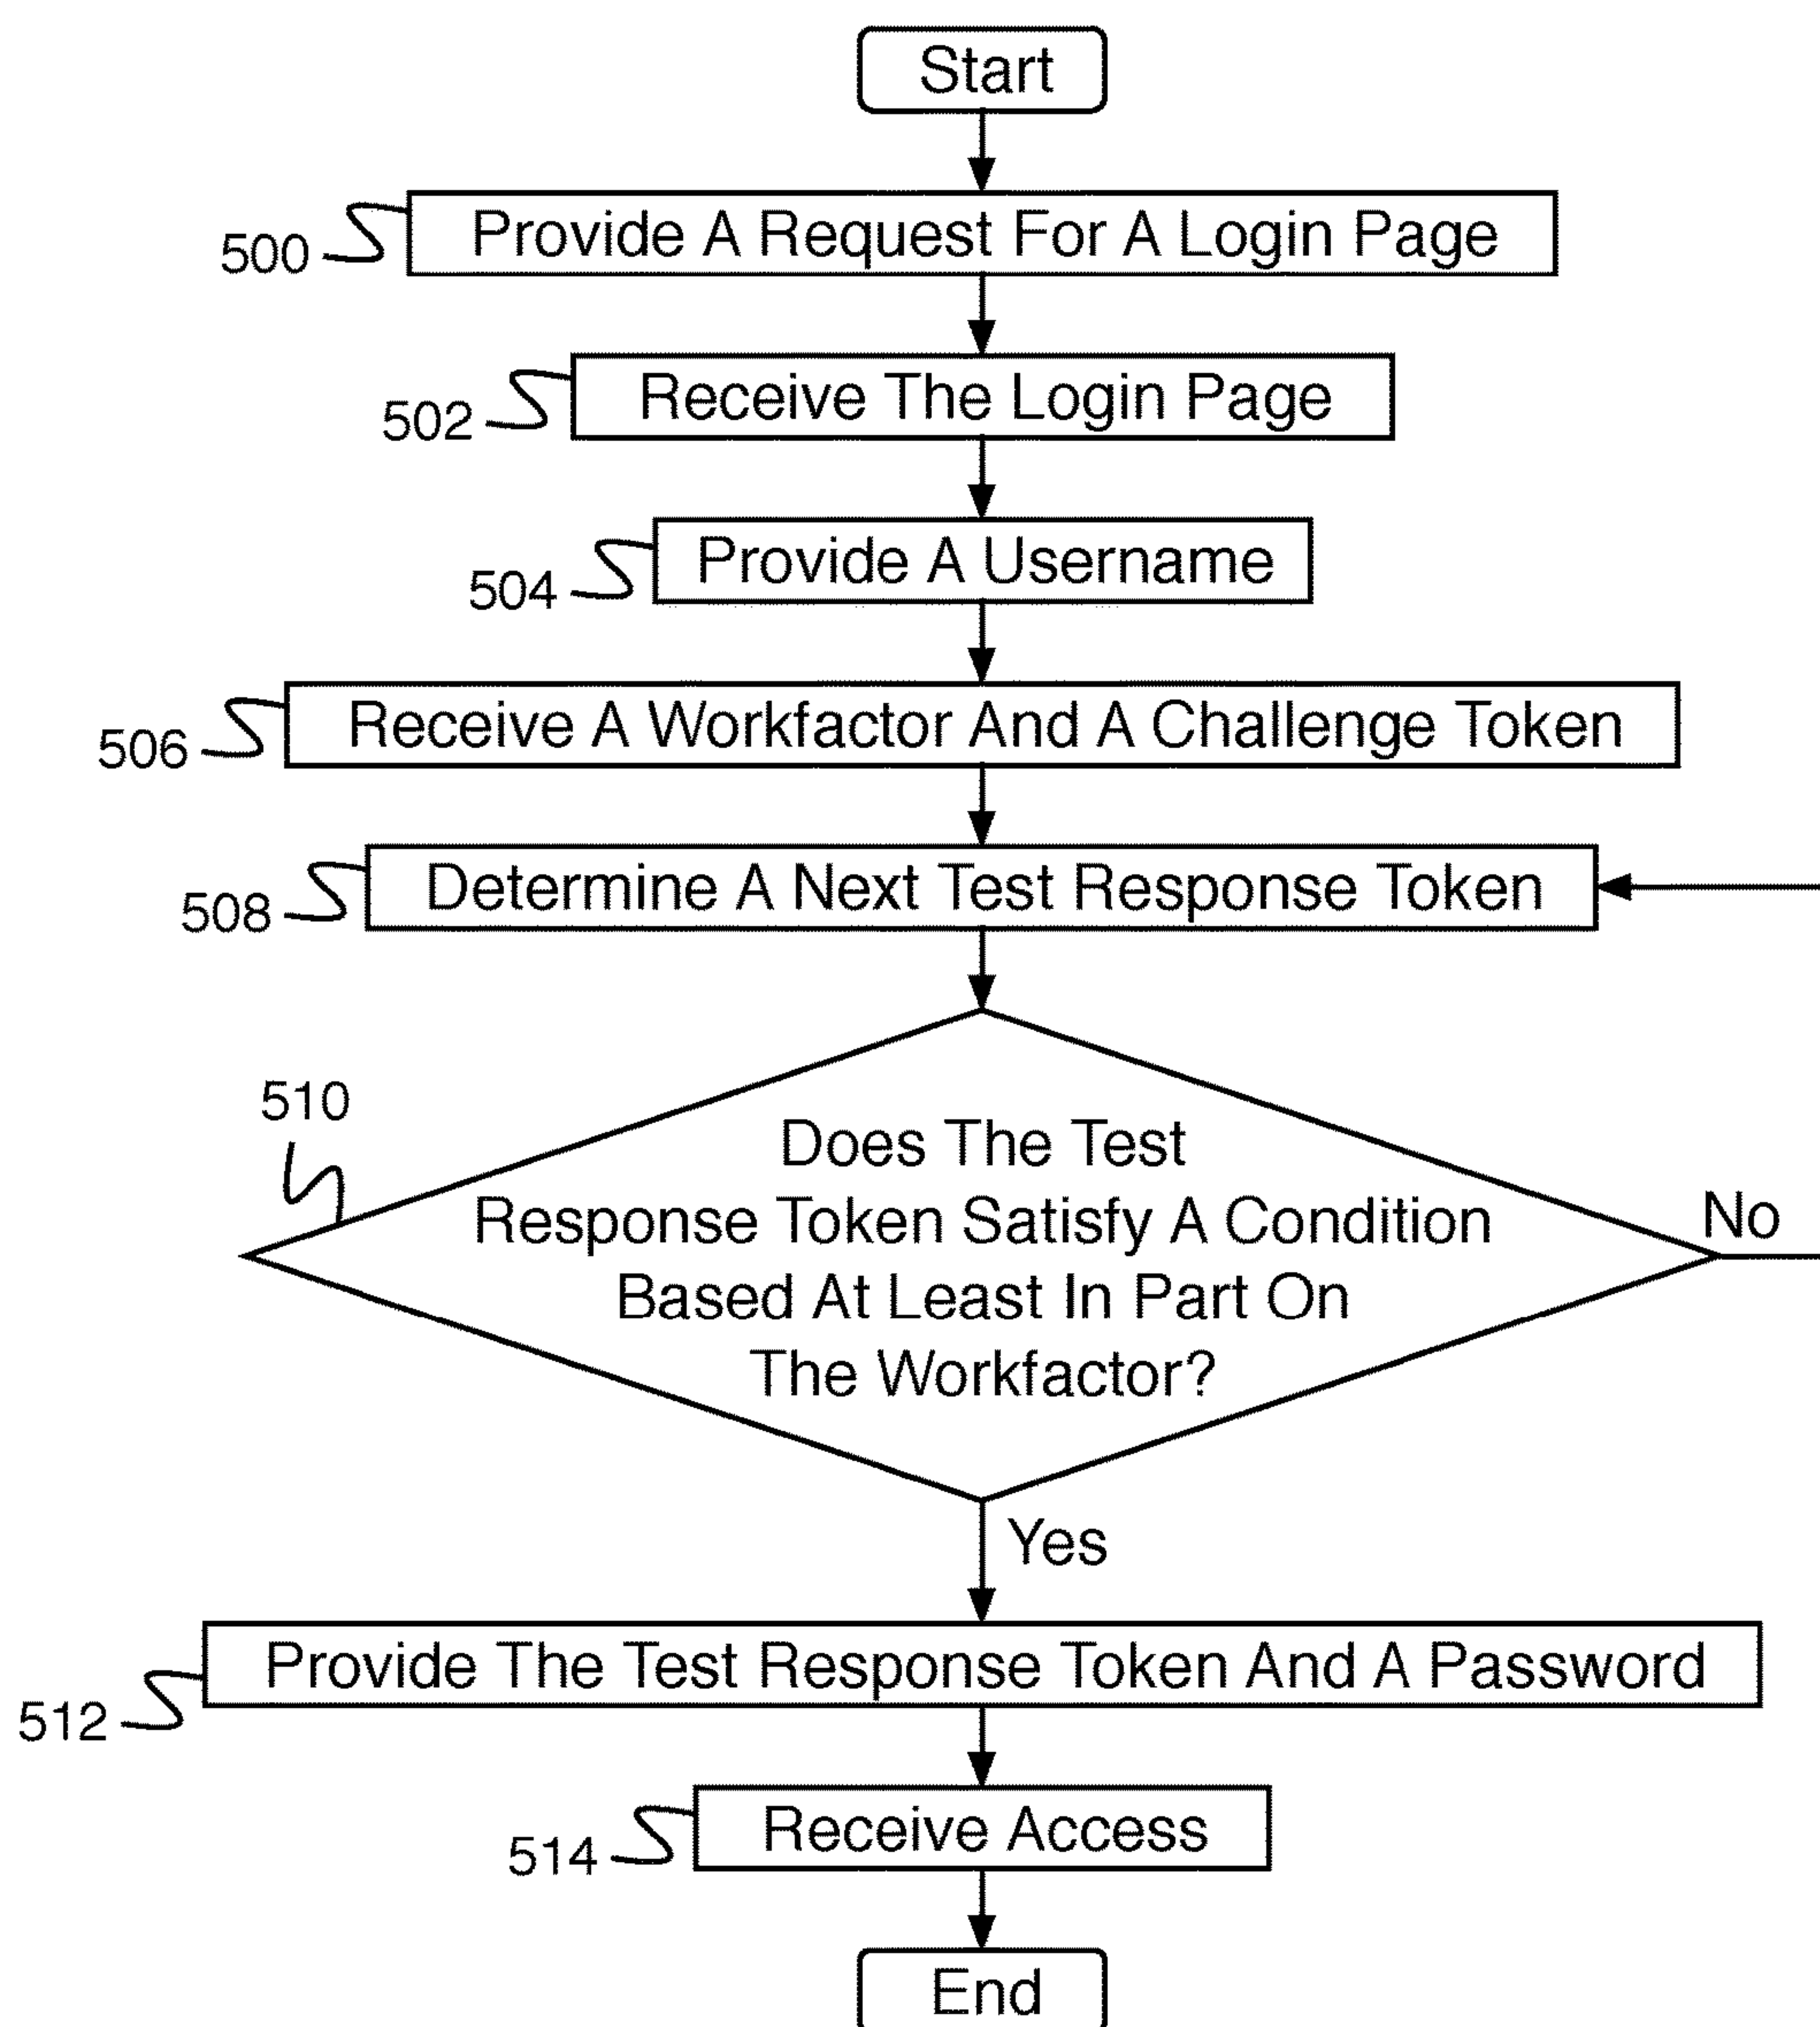 Start
500
Provide A Request For A Login Page
502
Receive The Login Page
504
Provide A Username
506
Receive A Workfactor And A Challenge Token
508
Determine A Next Test Response Token
510
Does The Test
Response Token Satisfy A Condition
Based At Least In Part On
The Workfactor?
No
Yes
512
Provide The Test Response Token And A Password
514
Receive Access
End